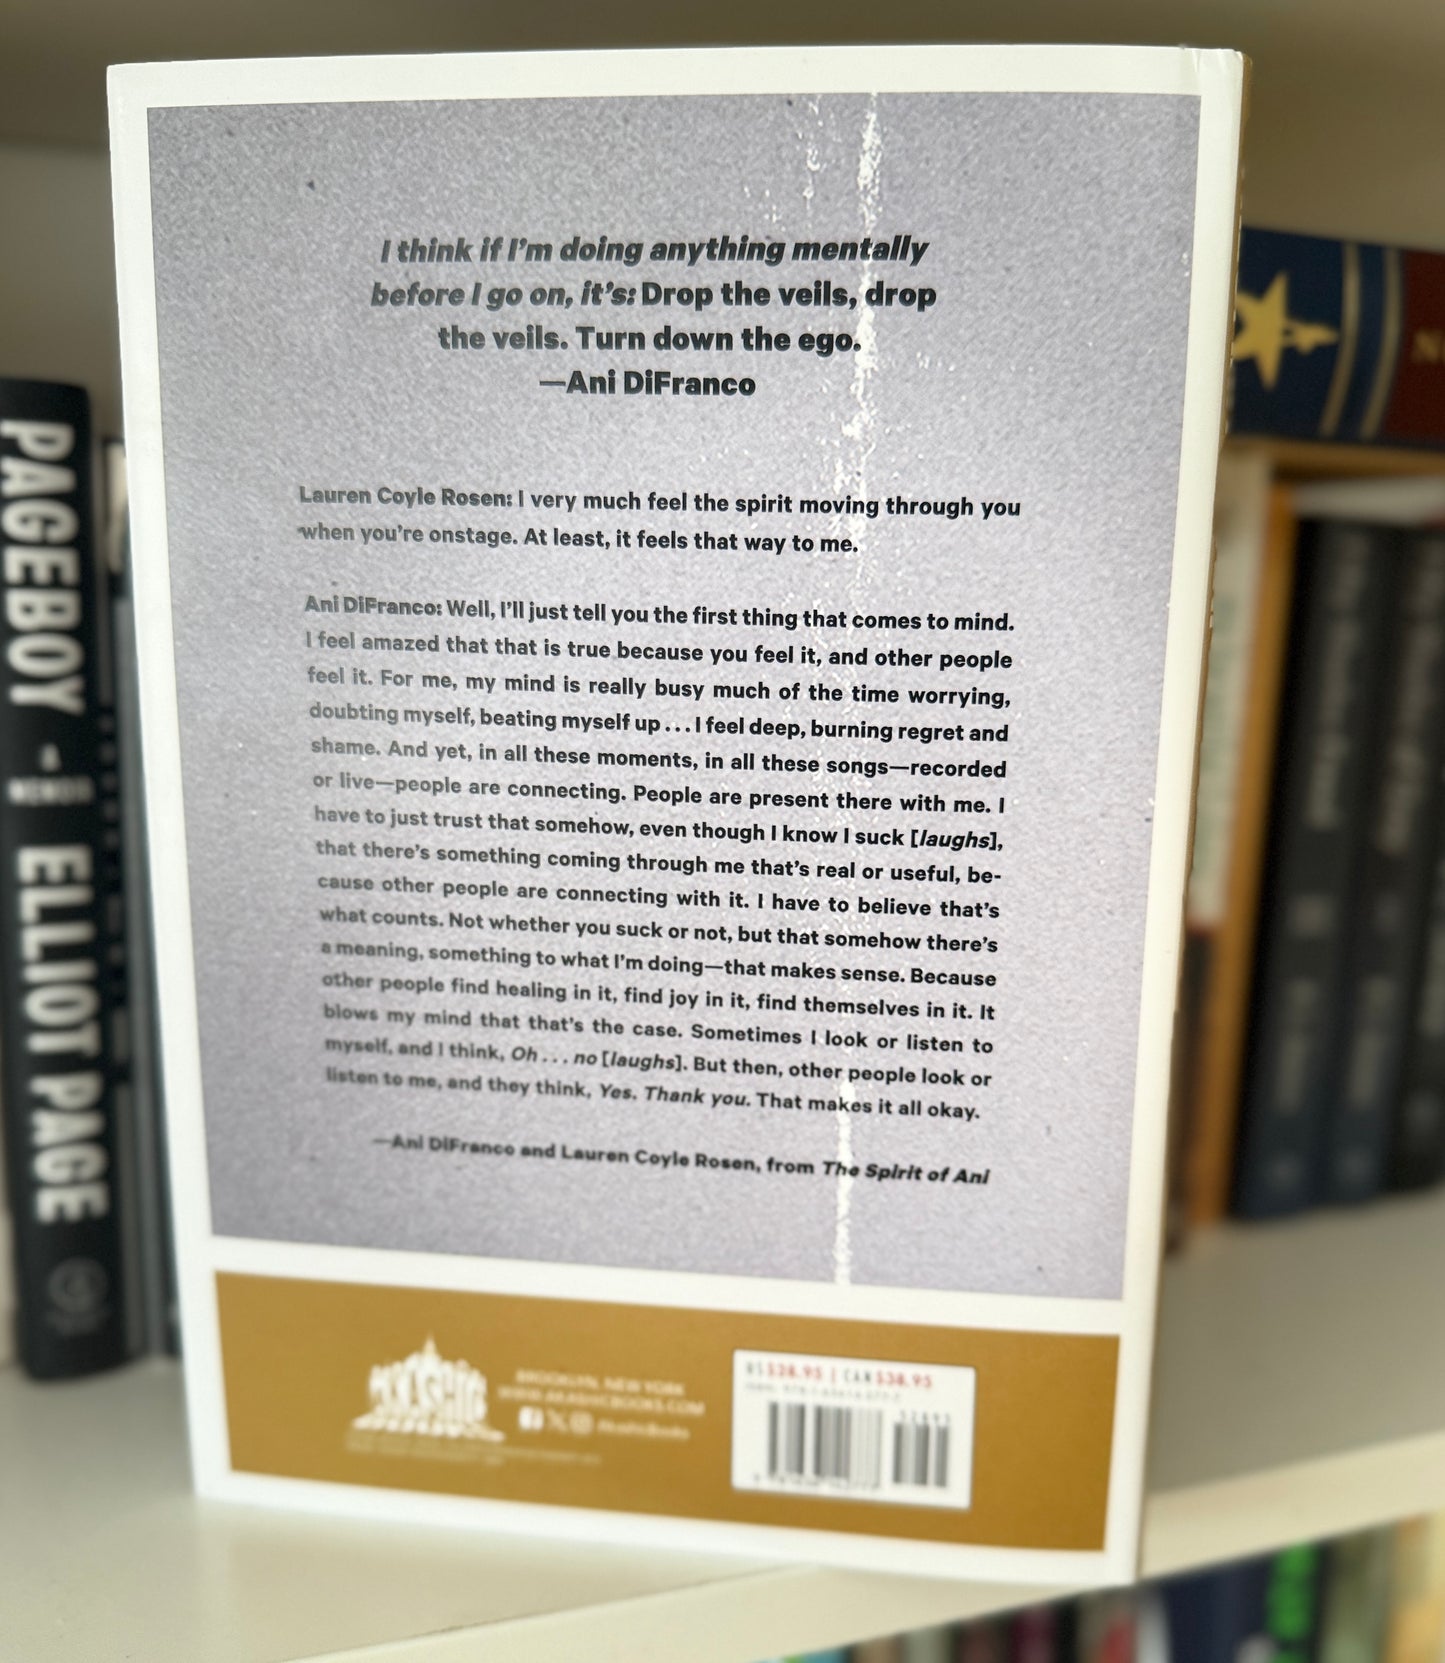 I think if I'm doing anything mentally
before I go on, it's: Drop the veils, drop
the veils. Turn down the ego.
—Ani DiFranco
Lauren Coyle Rosen: I very much feel the spirit moving through you
when you're onstage. At least, it feels that way to me.
Ani DiFranco: Well, I'll just tell you the first thing that comes to mind.
I feel amazed that that is true because you feel it, and other people
feel it. For me, my mind is really busy much of the time worrying,
doubting myself, beating myself up . . . I feel deep, burning regret and
shame. And yet, in all these moments, in all these songs—recorded
or live—people are connecting. People are present there with me. I
have to just trust that somehow, even though I know I suck [laughs],
that there's something coming through me that's real or useful, be-
cause other people are connecting with it. I have to believe that's
what counts. Not whether you suck or not, but that somehow there's
a meaning, something to what I'm doing—that makes sense. Because
other people find healing in it, find joy in it, find themselves in it. It
blows my mind that that's the case. Sometimes I look or listen to
myself, and I think, Oh . . . no [laughs]. But then, other people look or
listen to me, and they think, Yes. Thank you. That makes it all okay.
—Ani DiFranco and Lauren Coyle Rosen, from The Spirit of Ani
AKASHIC
BROOKLYN, NEW YORK
WWW.AKASHICBOOKS.COM
AkashicBooks
PAGEBOY
A
MEMOIR
ELLIOT PAGE